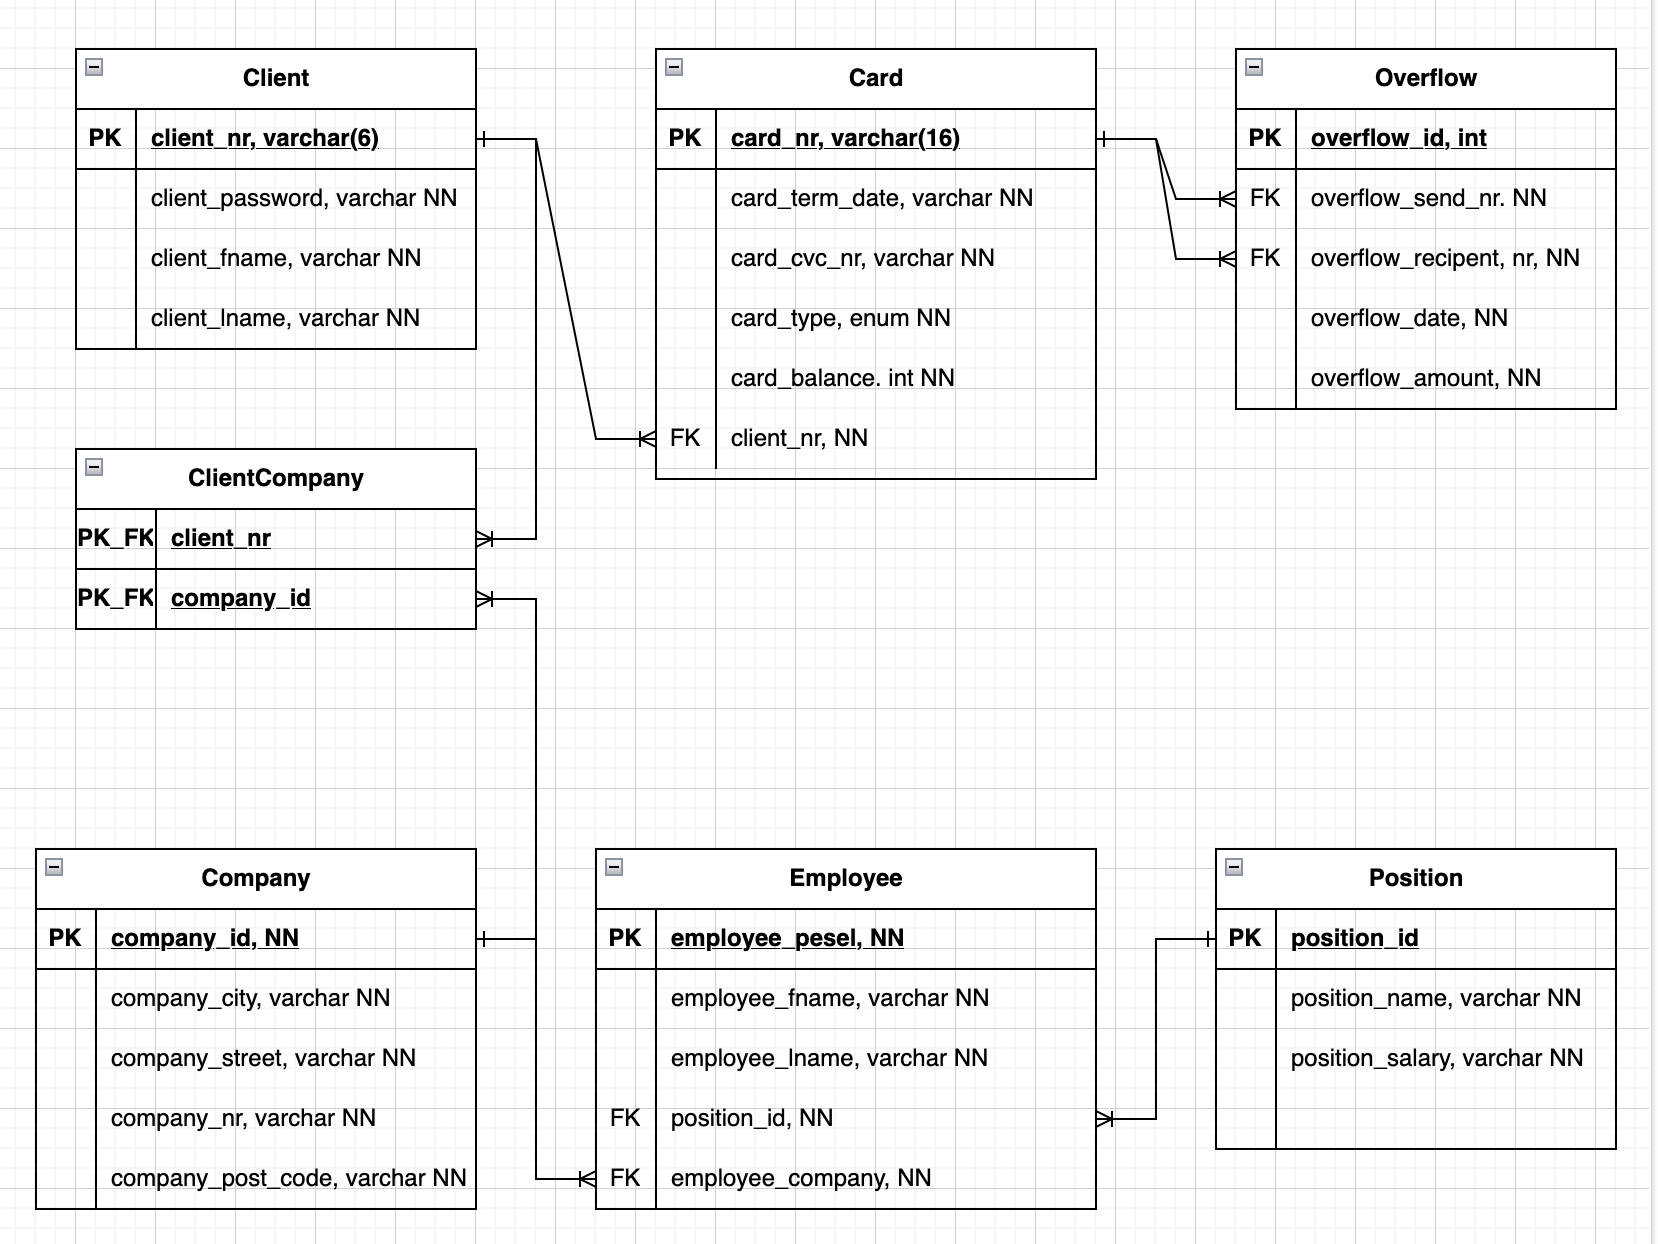 Client
PK client_nr, varchar(6)
client_password, varchar NN
client_fname, varchar NN
client_lname, varchar NN
Card
PK card_nr, varchar(16)
card_term_date, varchar NN
card_cvc_nr, varchar NN
card_type, enum NN
card_balance. int NN
FK client_nr, NN
Overflow
PK overflow_id, int
FK overflow_send_nr. NN
FK overflow_recipent, nr, NN
overflow_date, NN
overflow_amount, NN
ClientCompany
PK_FK client_nr
PK_FK company_id
Company
PK company_id, NN
company_city, varchar NN
company_street, varchar NN
company_nr, varchar NN
company_post_code, varchar NN
Employee
PK employee_pesel, NN
employee_fname, varchar NN
employee_lname, varchar NN
FK position_id, NN
FK employee_company, NN
Position
PK position_id
position_name, varchar NN
position_salary, varchar NN